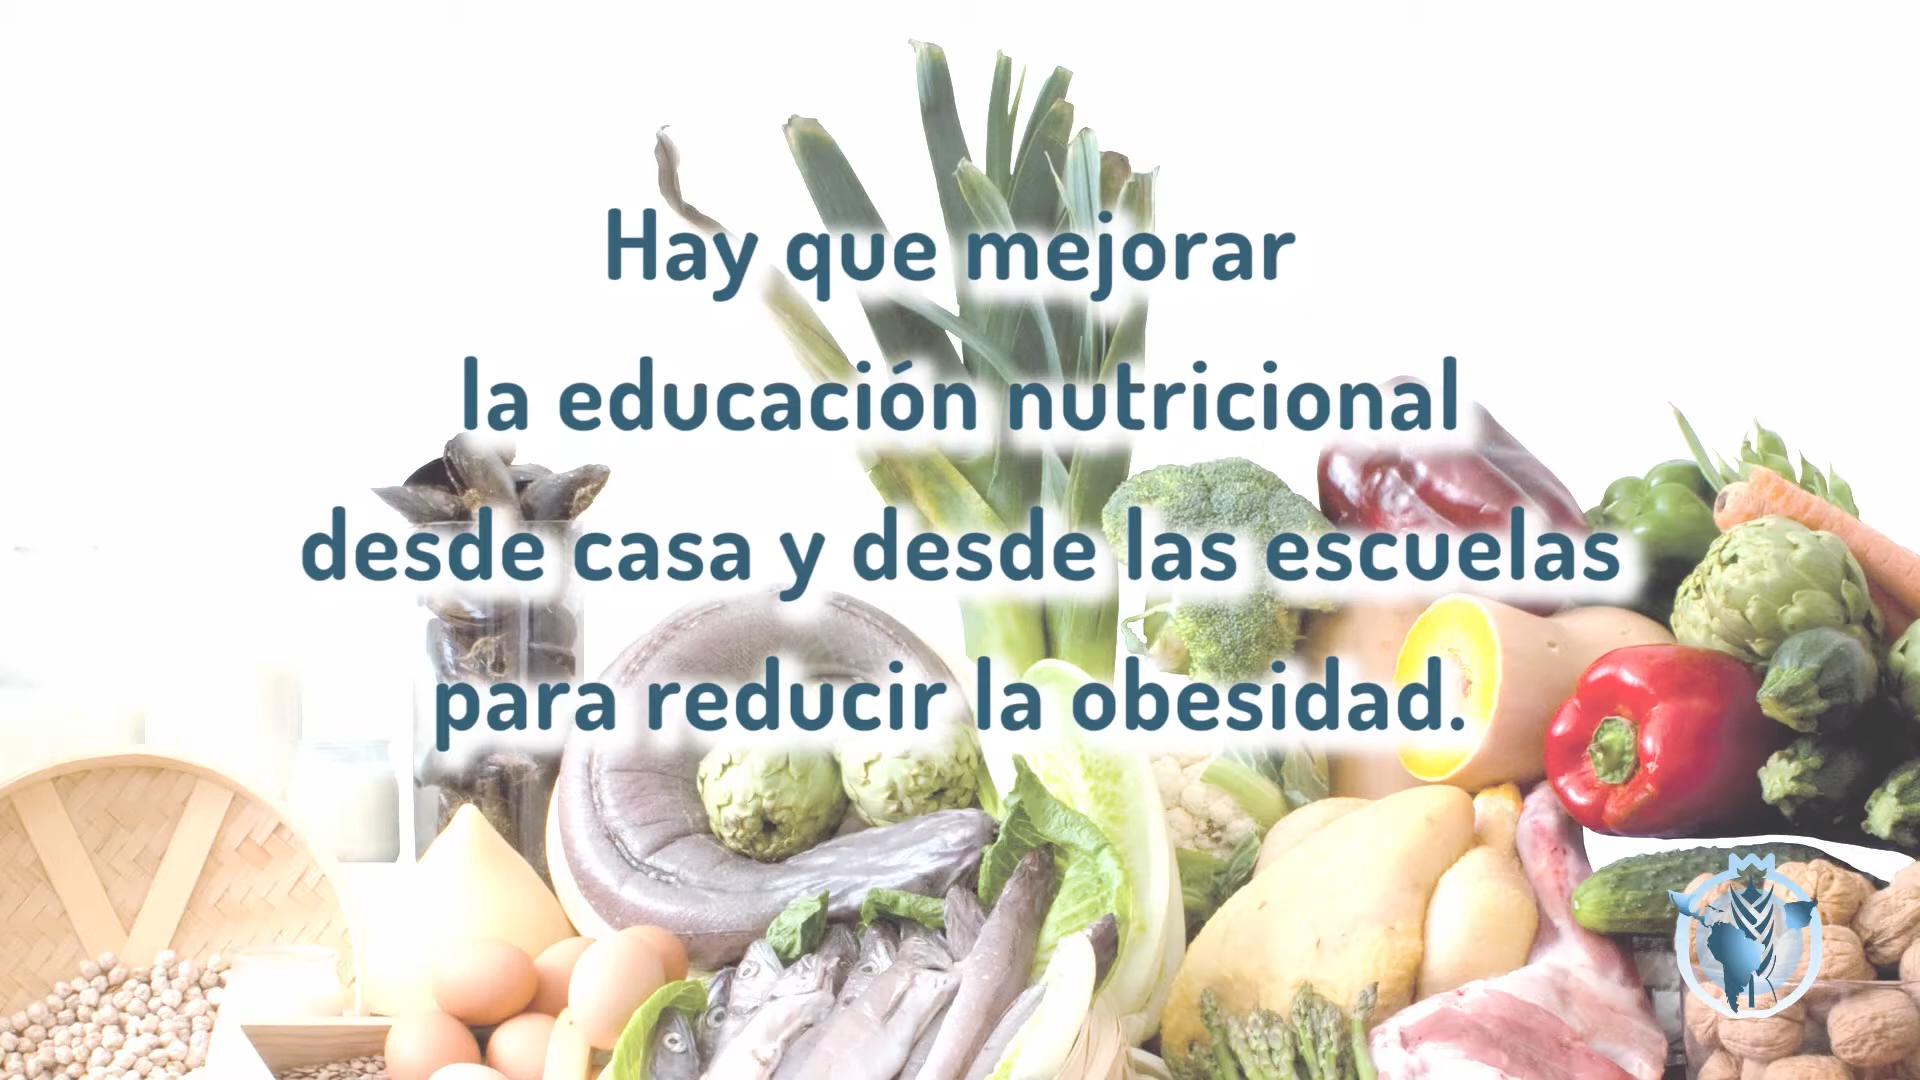 Hay que mejorar
la educación nutricional
desde casa y desde las escuelas
para reducir la obesidad.